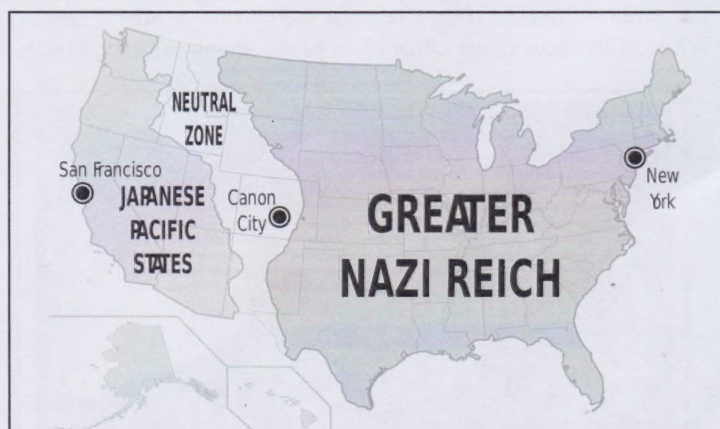 NEUTRAL
ZONE
San Francisco
JAPANESE
PACIFIC
STATES
Canon
City
GREATER
NAZI REICH
New
York